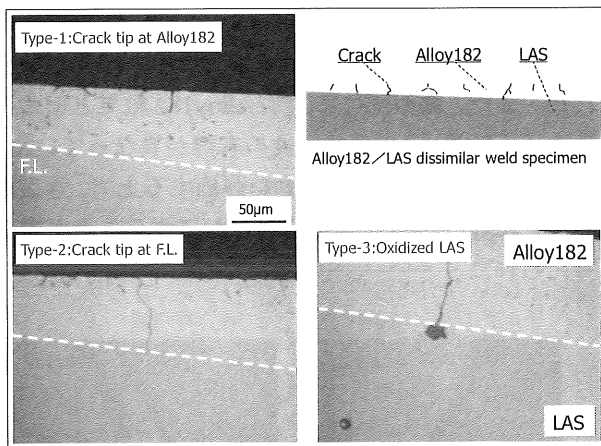 Type-1:Crack tip at Alloy182
F.L.
50μm
Crack Alloy182 LAS
Alloy182／LAS dissimilar weld specimen
Type-2:Crack tip at F.L.
Type-3:Oxidized LAS
Alloy182
LAS